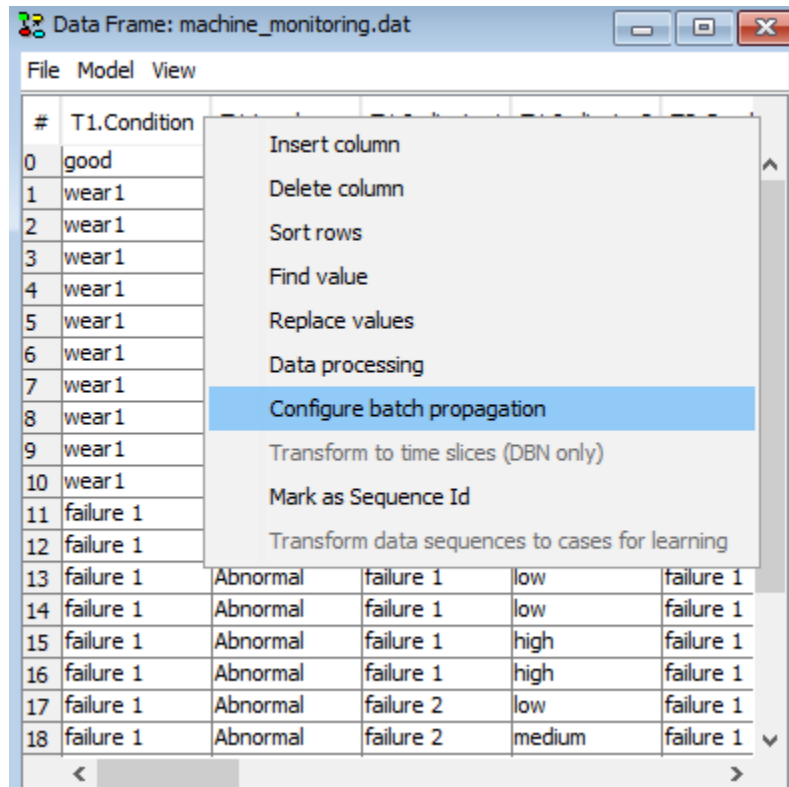 Data Frame: machine_monitoring.dat
File Model View
# T1.Condition
0 good
1 wear1
2 wear1
3 wear1
4 wear1
5 wear1
6 wear1
7 wear1
8 wear1
9 wear1
10 wear1
11 failure 1
12 failure 1
Insert column
Delete column
Sort rows
Find value
Replace values
Data processing
Configure batch propagation
Transform to time slices (DBN only)
Mark as Sequence Id
Transform data sequences to cases for learning
13 failure 1 Abnormal failure 1 low failure 1
14 failure 1 Abnormal failure 1 low failure 1
15 failure 1 Abnormal failure 1 high failure 1
16 failure 1 Abnormal failure 1 high failure 1
17 failure 1 Abnormal failure 2 low failure 1
18 failure 1 Abnormal failure 2 medium failure 1